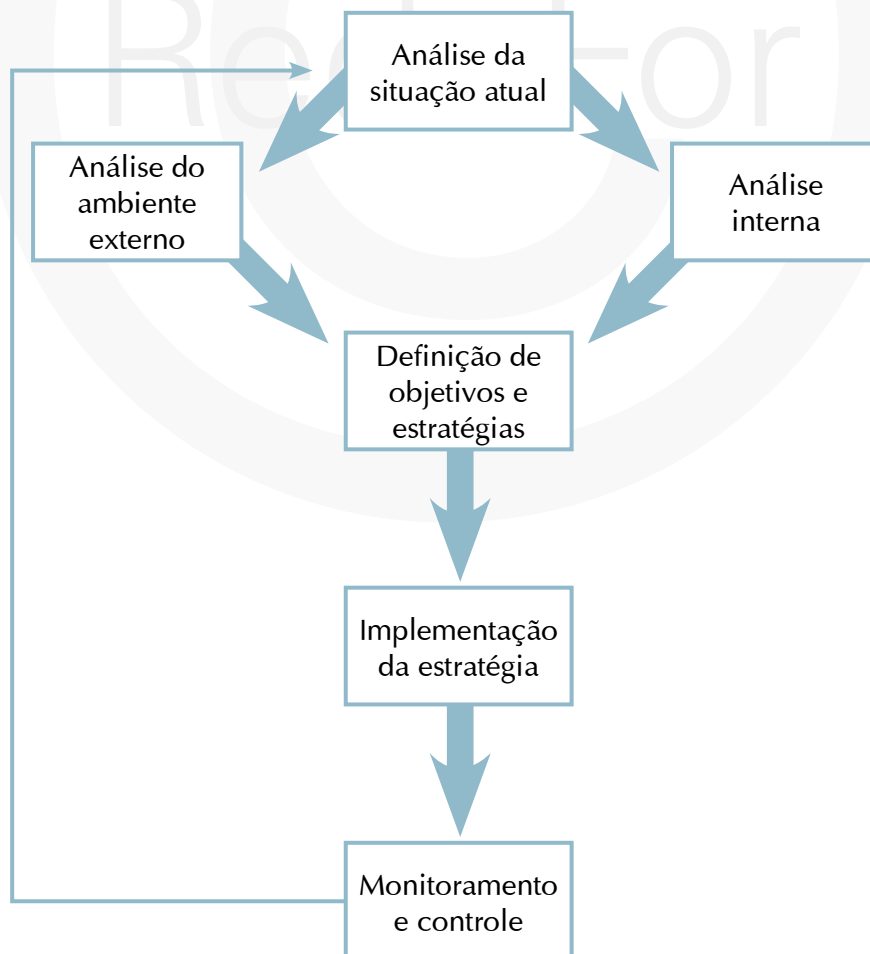 RedeFor
Análise da
situação atual
Análise do
ambiente
externo
Análise
interna
Definição de
objetivos e
estratégias
Implementação
da estratégia
Monitoramento
e controle